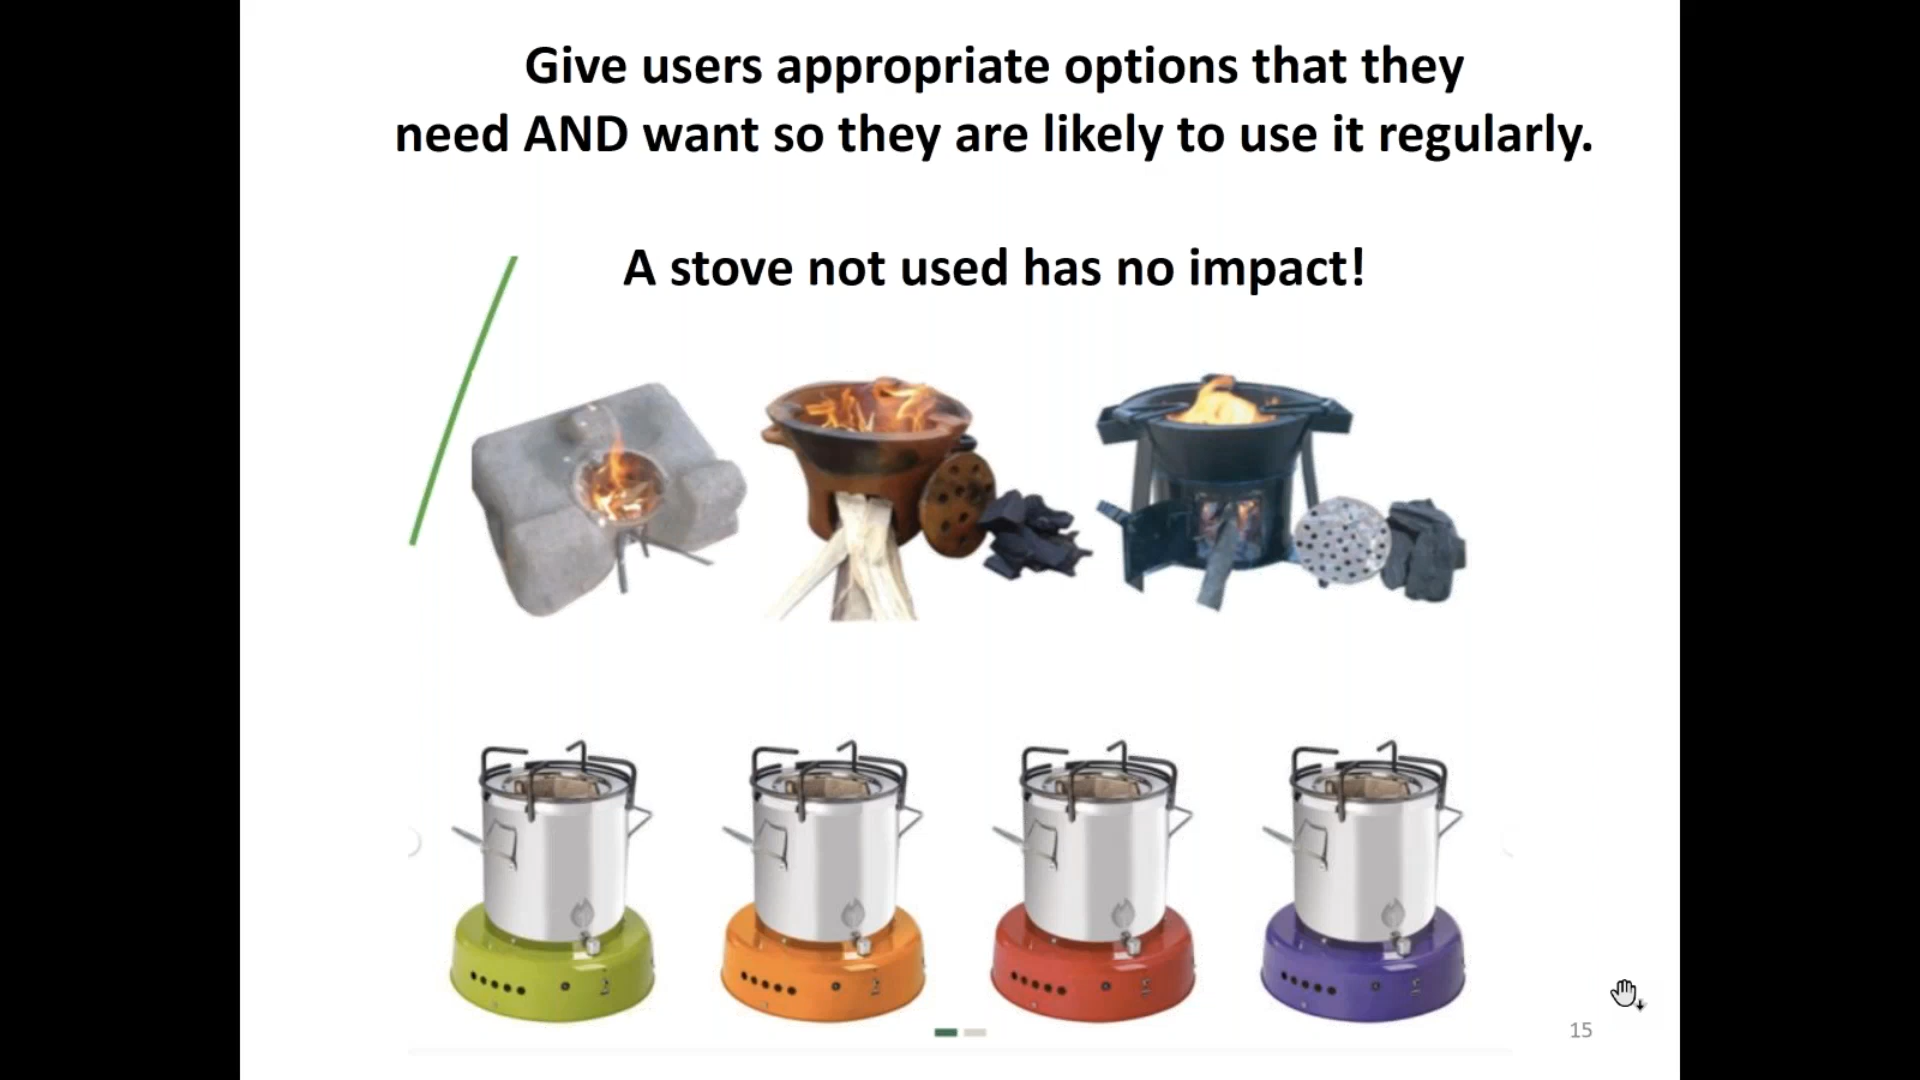 Give users appropriate options that they
need AND want so they are likely to use it regularly.
A stove not used has no impact!
15